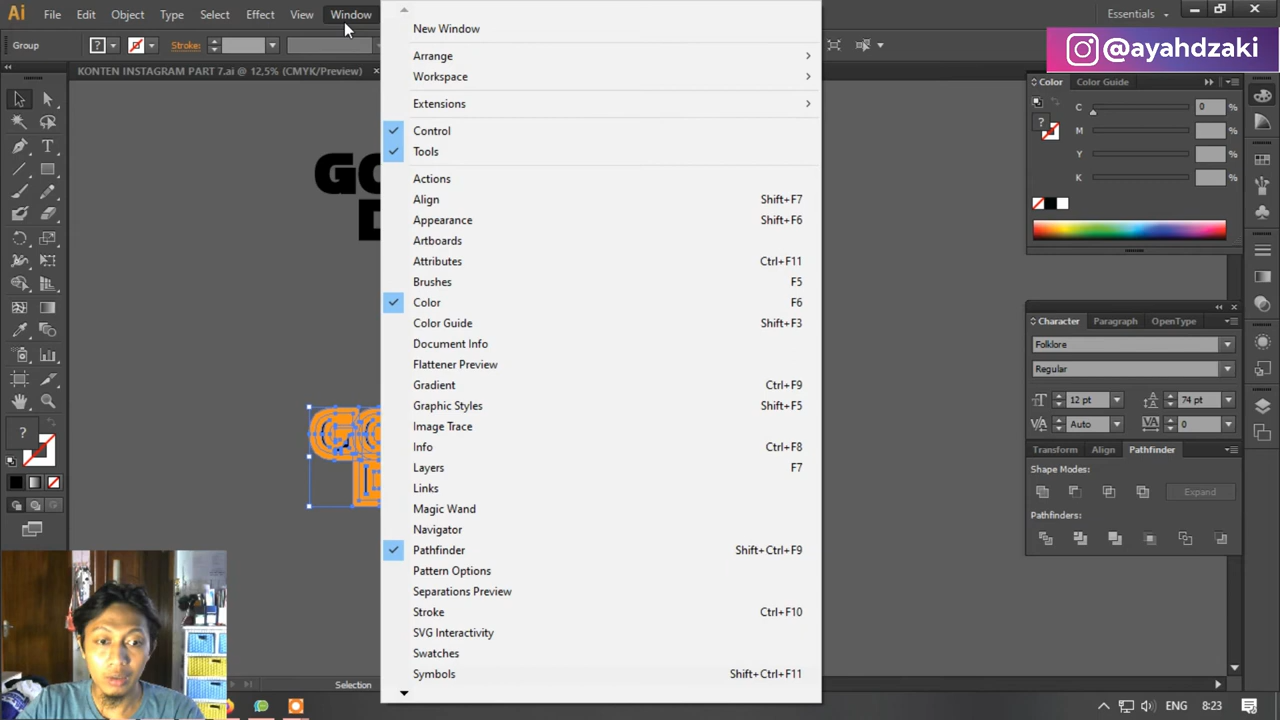 Ai File Edit Object Type Select Effect View Window
Essentials
Group
Stroke:
@ayahdzaki
KONTEN INSTAGRAM PART 7.ai @ 12,5% (CMYK/Preview)
New Window
Arrange
Workspace
Extensions
Control
Tools
Actions
Align Shift+F7
Appearance Shift+F6
Artboards
Attributes Ctrl+F11
Brushes F5
Color F6
Color Guide Shift+F3
Document Info
Flattener Preview
Gradient Ctrl+F9
Graphic Styles Shift+F5
Image Trace
Info Ctrl+F8
Layers F7
Links
Magic Wand
Navigator
Pathfinder Shift+Ctrl+F9
Pattern Options
Separations Preview
Stroke Ctrl+F10
SVG Interactivity
Swatches
Symbols Shift+Ctrl+F11
Color Color Guide
C 0 %
M %
Y %
K %
Character Paragraph OpenType
Folklore
Regular
12 pt 74 pt
Auto 0
Transform Align Pathfinder
Shape Modes:
Expand
Pathfinders:
Selection
ENG 8:23